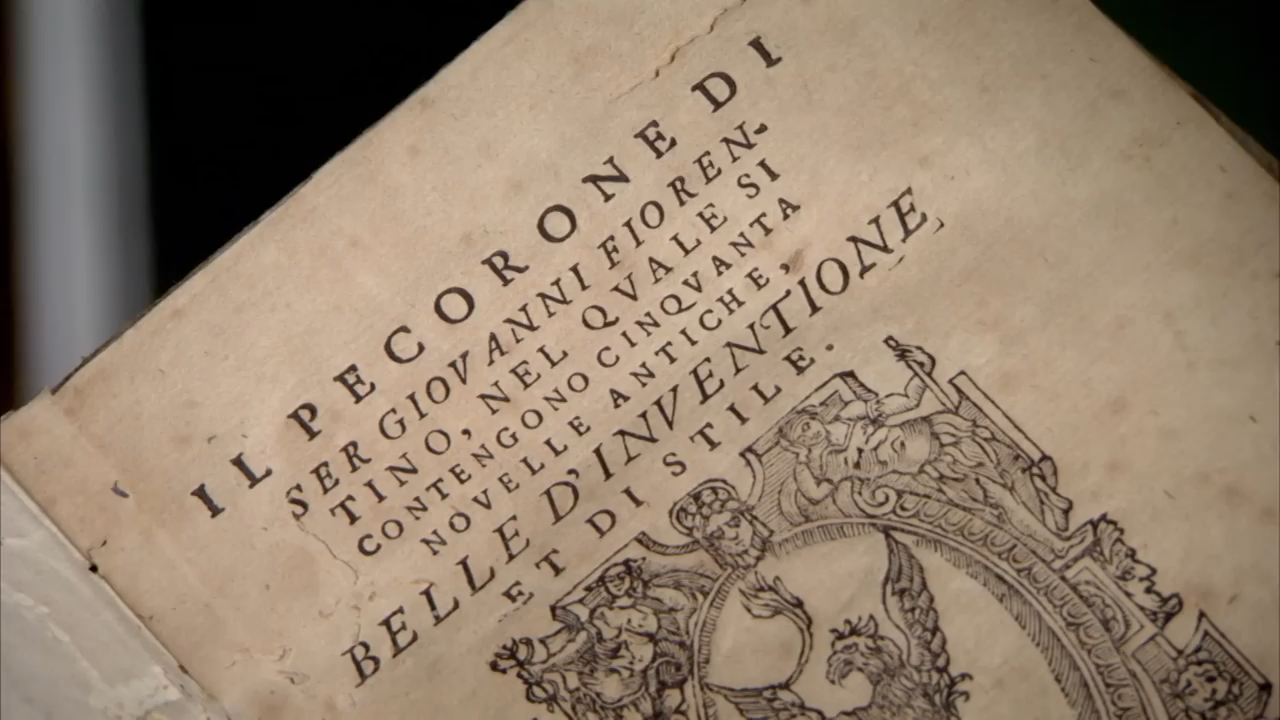 IL PECORONE DI
SER GIOVANNI FIOREN-
TINO, NEL QVALE SI
CONTENGONO CINQVANTA
NOVELLE ANTICHE,
BELLE D'INVENTIONE,
ET DI STILE.